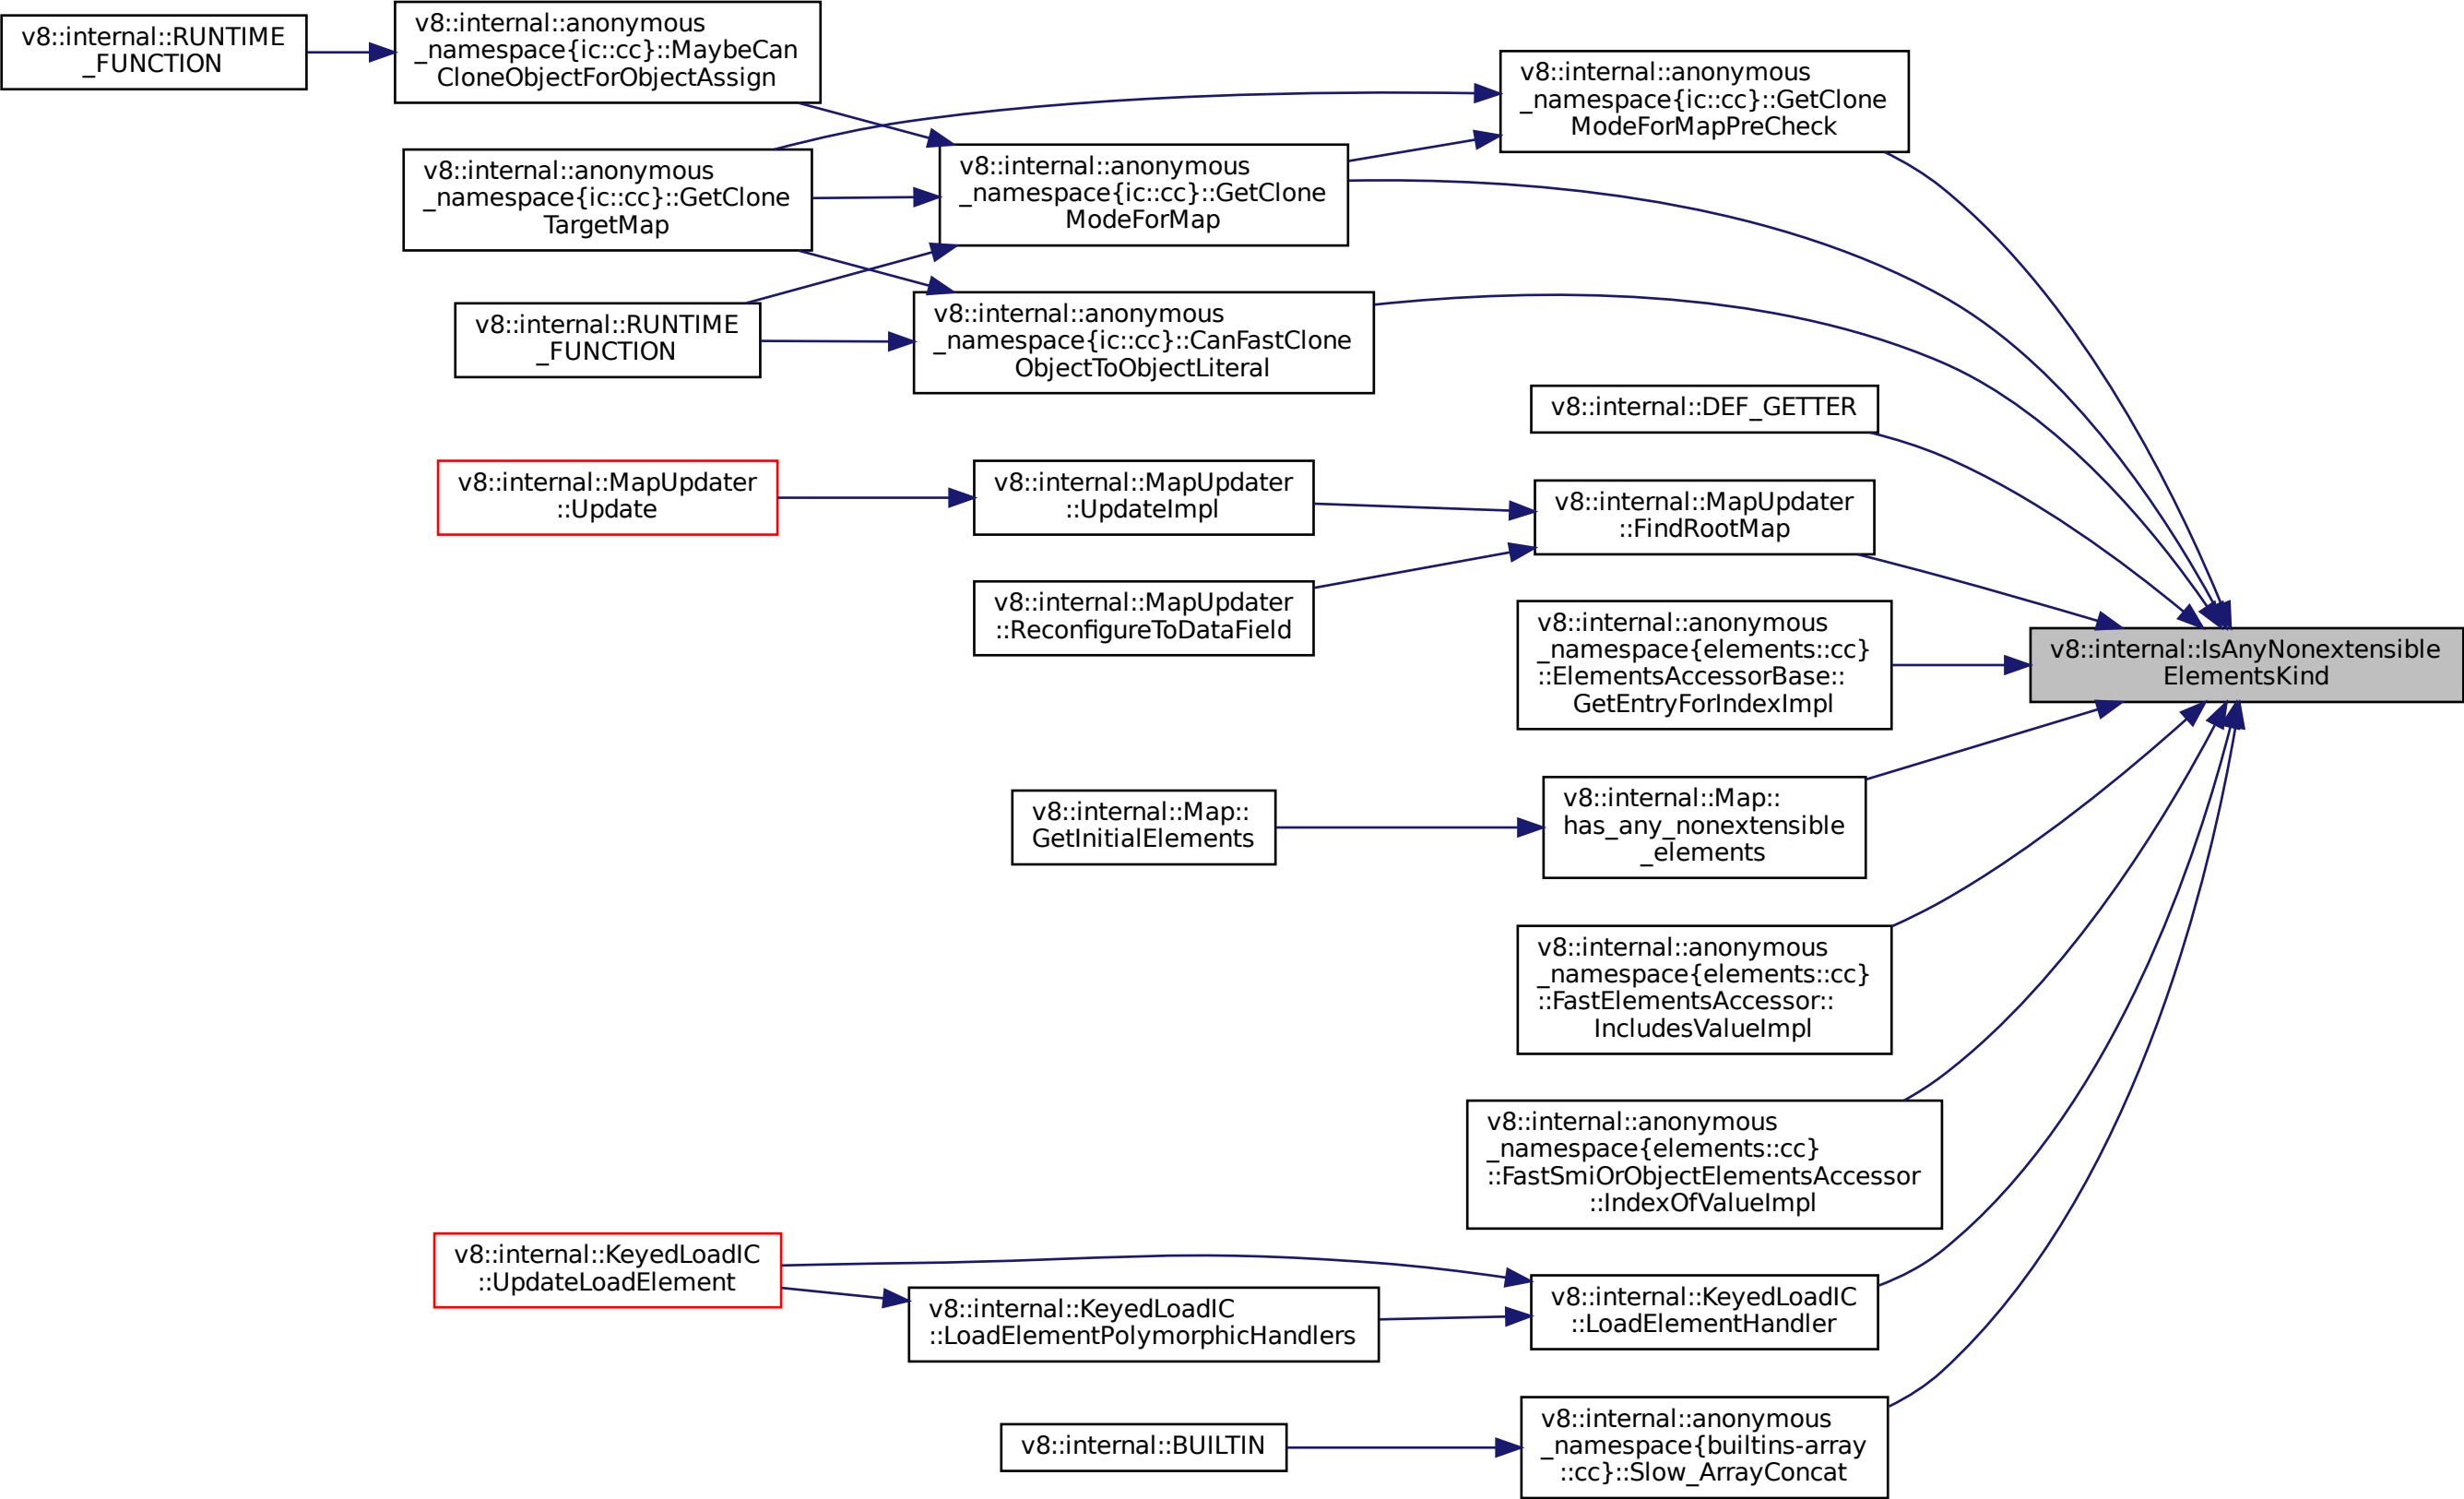 v8::internal::RUNTIME
_FUNCTION
v8::internal::anonymous
_namespace{ic::cc}::MaybeCan
CloneObjectForObjectAssign
v8::internal::anonymous
_namespace{ic::cc}::GetClone
ModeForMapPreCheck
v8::internal::anonymous
_namespace{ic::cc}::GetClone
TargetMap
v8::internal::anonymous
_namespace{ic::cc}::GetClone
ModeForMap
v8::internal::RUNTIME
_FUNCTION
v8::internal::anonymous
_namespace{ic::cc}::CanFastClone
ObjectToObjectLiteral
v8::internal::DEF_GETTER
v8::internal::MapUpdater
::Update
v8::internal::MapUpdater
::UpdateImpl
v8::internal::MapUpdater
::FindRootMap
v8::internal::MapUpdater
::ReconfigureToDataField
v8::internal::anonymous
_namespace{elements::cc}
::ElementsAccessorBase::
GetEntryForIndexImpl
v8::internal::IsAnyNonextensible
ElementsKind
v8::internal::Map::
GetInitialElements
v8::internal::Map::
has_any_nonextensible
_elements
v8::internal::anonymous
_namespace{elements::cc}
::FastElementsAccessor::
IncludesValueImpl
v8::internal::anonymous
_namespace{elements::cc}
::FastSmiOrObjectElementsAccessor
::IndexOfValueImpl
v8::internal::KeyedLoadIC
::UpdateLoadElement
v8::internal::KeyedLoadIC
::LoadElementPolymorphicHandlers
v8::internal::KeyedLoadIC
::LoadElementHandler
v8::internal::BUILTIN
v8::internal::anonymous
_namespace{builtins-array
::cc}::Slow_ArrayConcat